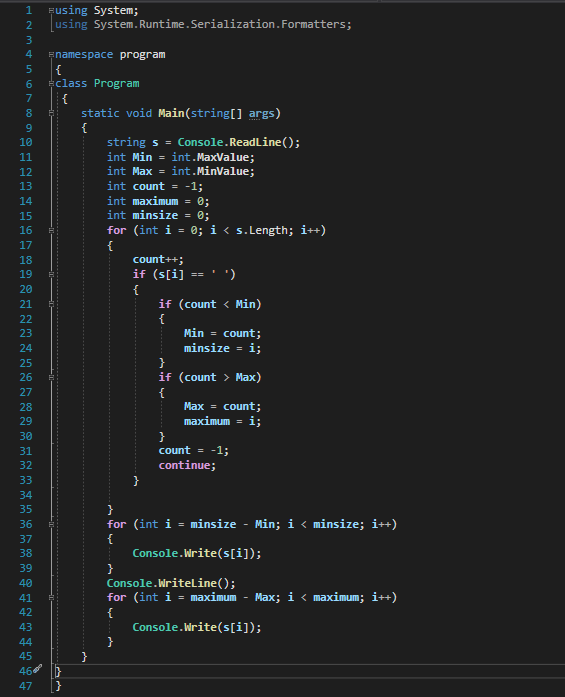 1 using System;
2 using System.Runtime.Serialization.Formatters;
3
4 namespace program
5 {
6 class Program
7 {
8 static void Main(string[] args)
9 {
10 string s = Console.ReadLine();
11 int Min = int.MaxValue;
12 int Max = int.MinValue;
13 int count = -1;
14 int maximum = 0;
15 int minsize = 0;
16 for (int i = 0; i < s.Length; i++)
17 {
18 count++;
19 if (s[i] == ' ')
20 {
21 if (count < Min)
22 {
23 Min = count;
24 minsize = i;
25 }
26 if (count > Max)
27 {
28 Max = count;
29 maximum = i;
30 }
31 count = -1;
32 continue;
33 }
34
35 }
36 for (int i = minsize - Min; i < minsize; i++)
37 {
38 Console.Write(s[i]);
39 }
40 Console.WriteLine();
41 for (int i = maximum - Max; i < maximum; i++)
42 {
43 Console.Write(s[i]);
44 }
45 }
46 }
47 }